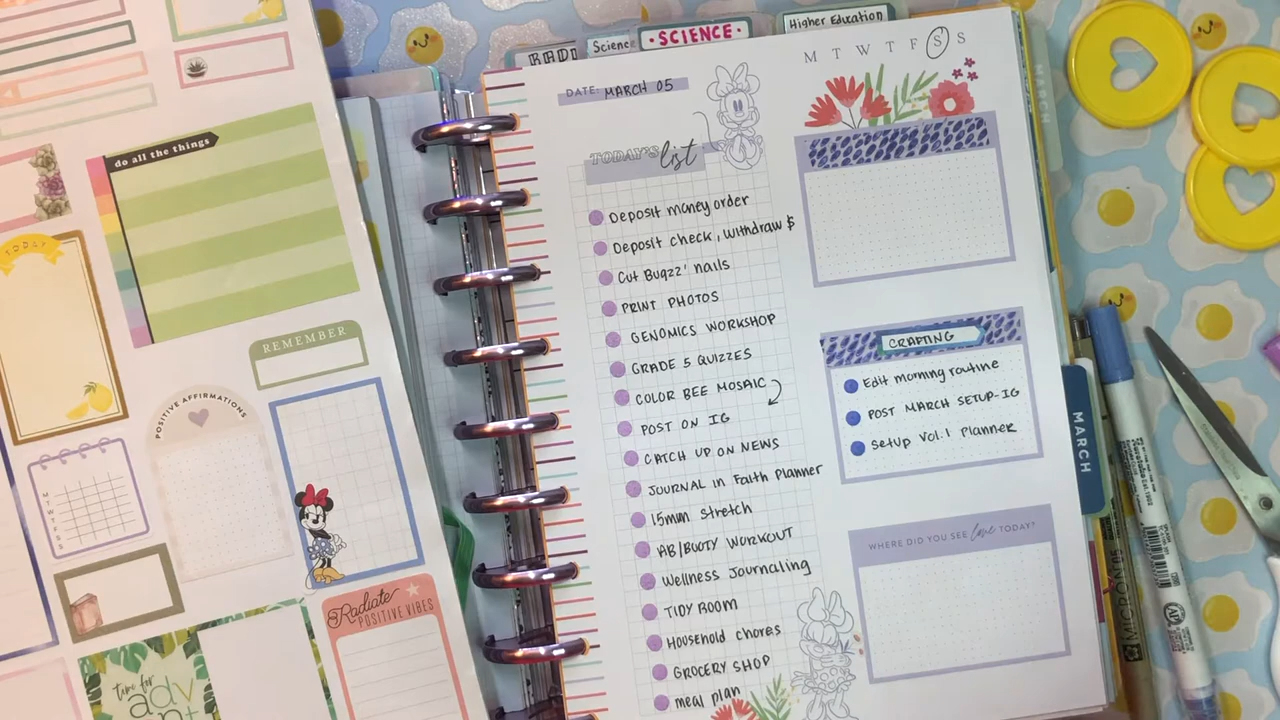 do all the things
TODAY
REMEMBER
POSITIVE AFFIRMATIONS
M T W T F S S
Radiate
POSITIVE VIBES
time for
Science
SCIENCE
Higher Education
M T W T F S S
DATE: MARCH 05
TODAY'S list
Deposit money order
Deposit check, withdraw $
Cut Bugzz' nails
PRINT PHOTOS
GENOMICS WORKSHOP
GRADE 5 QUIZZES
COLOR BEE MOSAIC
POST ON IG
CATCH UP ON NEWS
JOURNAL in Faith Planner
15mm Stretch
AB/BOOTY WORKOUT
Wellness Journaling
TIDY ROOM
Household chores
GROCERY SHOP
meal plan
CRAFTING
Edit morning routine
POST MARCH SETUP-IG
Setup Vol.1 Planner
WHERE DID YOU SEE love TODAY?
MARCH
MARCH
MICRON